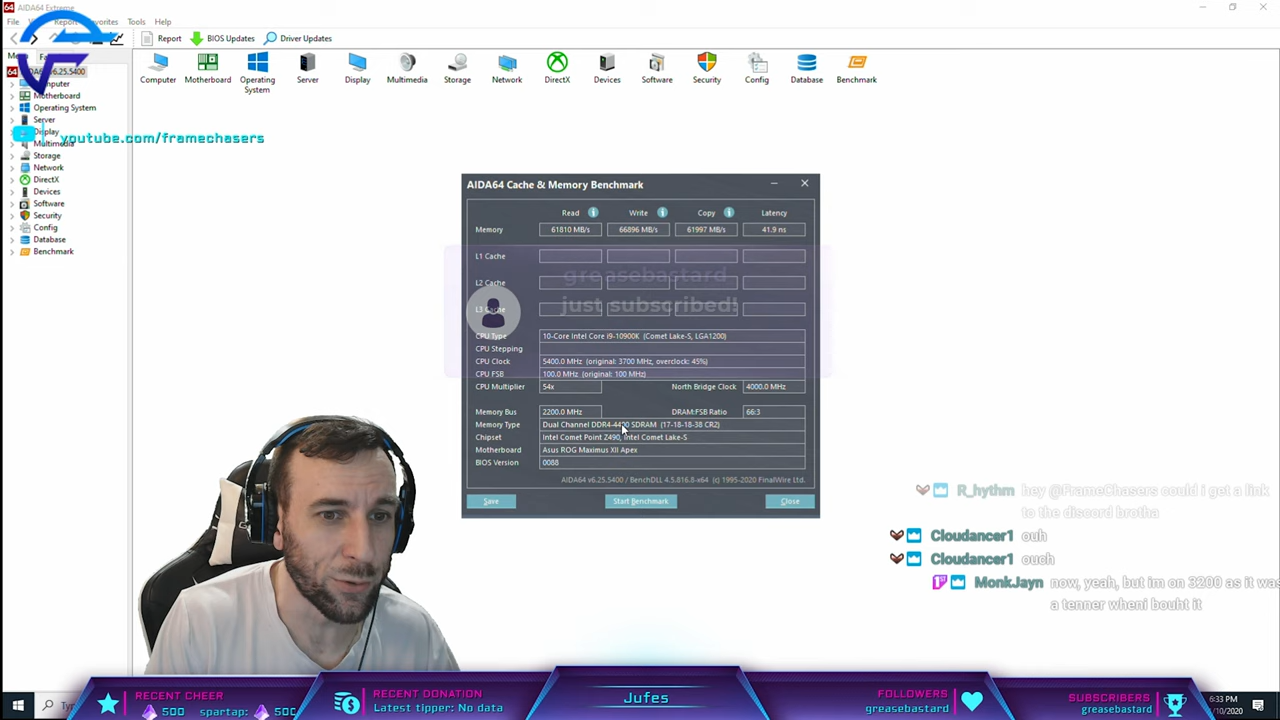 AIDA64 Extreme
File
Report
Favorites
Tools
Help
Report
BIOS Updates
Driver Updates
Computer
Motherboard
Operating System
Server
Display
Multimedia
Storage
Network
DirectX
Devices
Software
Security
Config
Database
Benchmark
v6.25.5400
Motherboard
Operating System
Server
Display
youtube.com/framechasers
Multimedia
Storage
Network
DirectX
Devices
Software
Security
Config
Database
Benchmark
AIDA64 Cache & Memory Benchmark
Read Write Copy Latency
Memory 61810 MB/s 66896 MB/s 61997 MB/s 41.9 ns
L1 Cache
greasebastard
L2 Cache
just subscribed!
L3 Cache
CPU Type 10-Core Intel Core i9-10900K (Comet Lake-S, LGA1200)
CPU Stepping
CPU Clock 5400.0 MHz (original: 3700 MHz, overclock: 45%)
CPU FSB 100.0 MHz (original: 100 MHz)
CPU Multiplier 54x North Bridge Clock 4000.0 MHz
Memory Bus 2200.0 MHz DRAM:FSB Ratio 66:3
Memory Type Dual Channel DDR4-4400 SDRAM (17-18-18-38 CR2)
Chipset Intel Comet Point Z490, Intel Comet Lake-S
Motherboard Asus ROG Maximus XII Apex
BIOS Version 0088
AIDA64 v6.25.5400 / BenchDLL 4.5.816.8-x64 (c) 1995-2020 FinalWire Ltd.
Save Start Benchmark Close
R_hythm hey @FrameChasers could i get a link
to the discord brotha
Cloudancer1 ouh
Cloudancer1 ouch
MonkJayn now, yeah, but im on 3200 as it was
a tenner wheni bouht it
RECENT CHEER
500 spartap: 500
RECENT DONATION
Latest tipper: No data
Jufes
FOLLOWERS
greasebastard
SUBSCRIBERS
greasebastard
6:33 PM